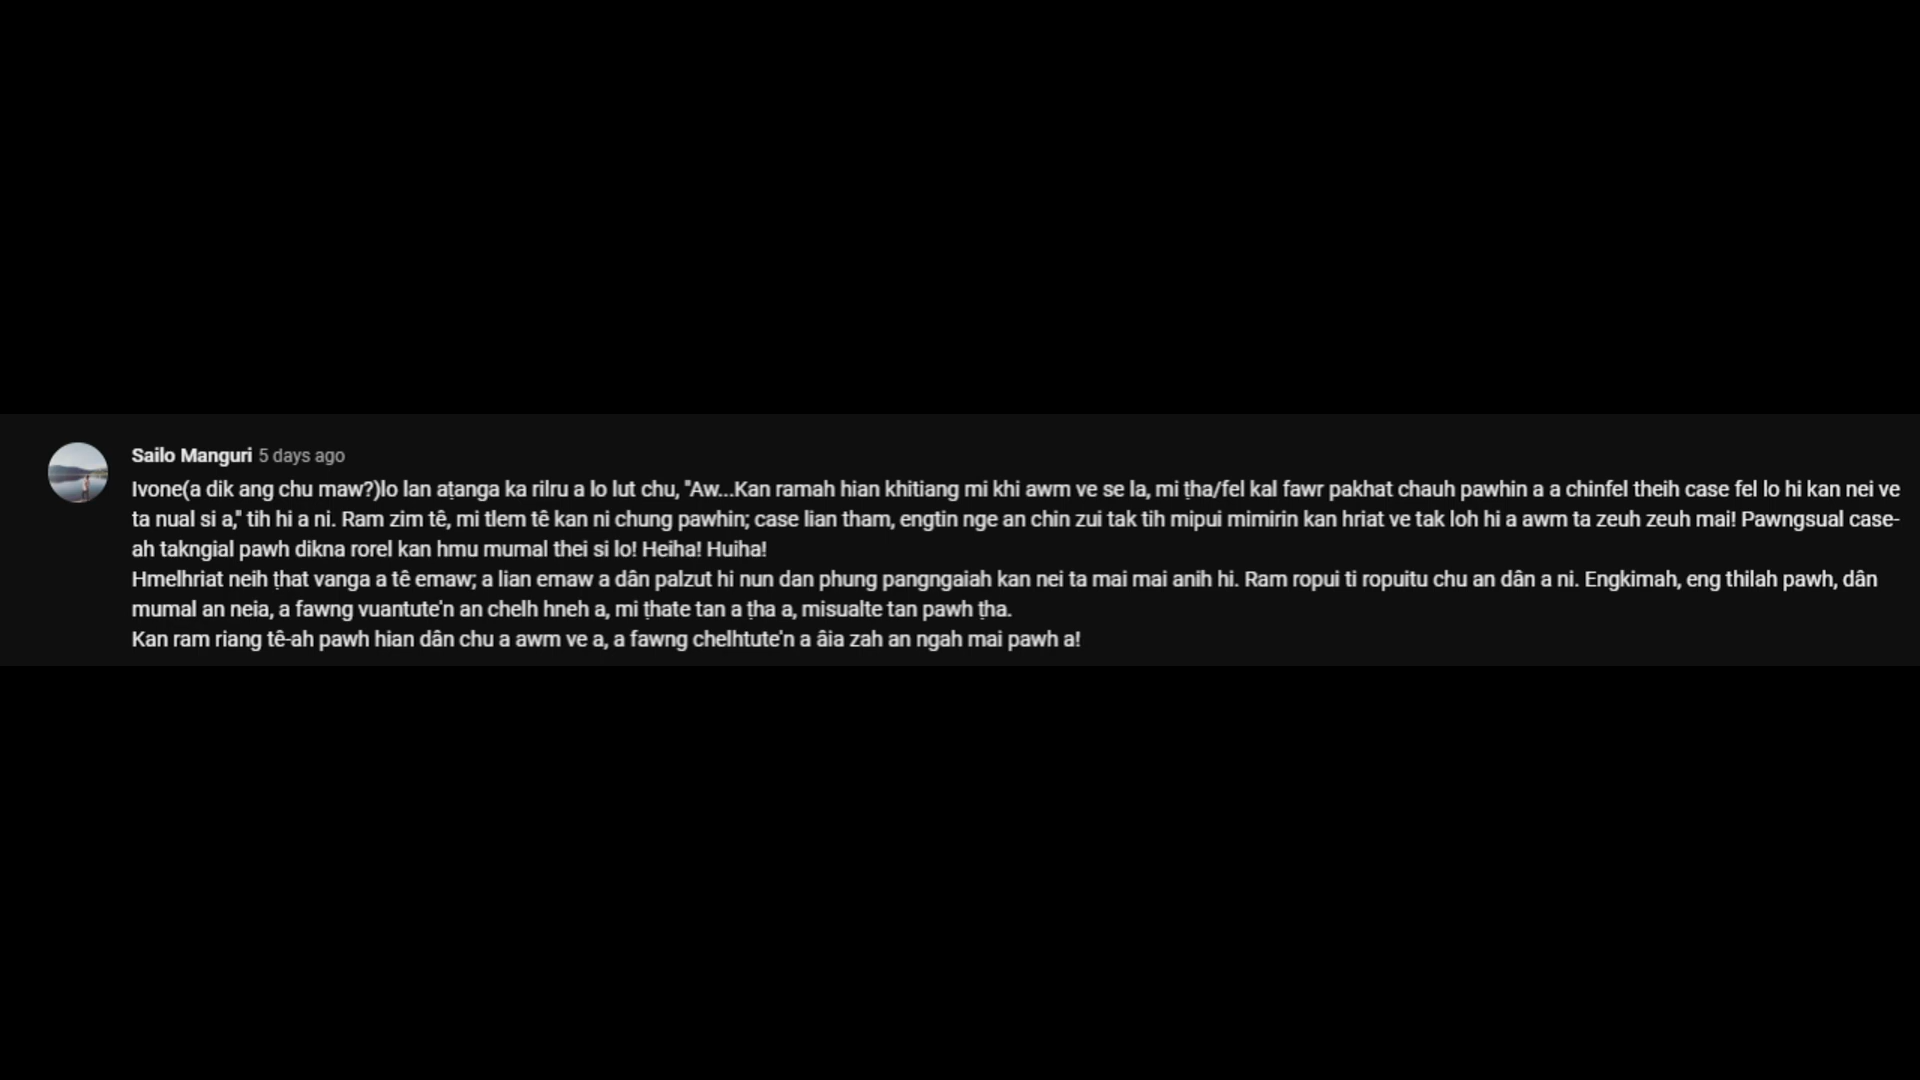 Sailo Manguri 5 days ago
Ivone(a dik ang chu maw?)lo lan aṭanga ka rilru a lo lut chu, "Aw...Kan ramah hian khitiang mi khi awm ve se la, mi ṭha/fel kal fawr pakhat chauh pawhin a a chinfel theih case fel lo hi kan nei ve
ta nual si a," tih hi a ni. Ram zim tê, mi tlem tê kan ni chung pawhin; case lian tham, engtin nge an chin zui tak tih mipui mimirin kan hriat ve tak loh hi a awm ta zeuh zeuh mai! Pawngsual case-
ah takngial pawh dikna rorel kan hmu mumal thei si lo! Heiha! Huiha!
Hmelhriat neih ṭhat vanga a tê emaw; a lian emaw a dân palzut hi nun dan phung pangngaiah kan nei ta mai mai anih hi. Ram ropui ti ropuitu chu an dân a ni. Engkimah, eng thilah pawh, dân
mumal an neia, a fawng vuantute'n an chelh hneh a, mi ṭhate tan a ṭha a, misualte tan pawh ṭha.
Kan ram riang tê-ah pawh hian dân chu a awm ve a, a fawng chelhtute'n a âia zah an ngah mai pawh a!